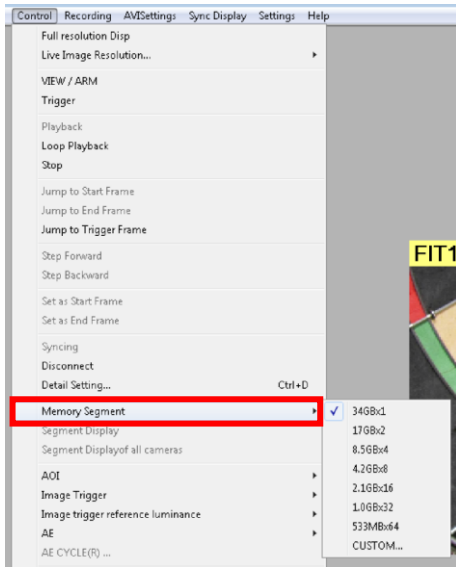 Control Recording AVISettings Sync Display Settings Help
Full resolution Disp
Live Image Resolution...
VIEW / ARM
Trigger
Playback
Loop Playback
Stop
Jump to Start Frame
Jump to End Frame
Jump to Trigger Frame
Step Forward
Step Backward
Set as Start Frame
Set as End Frame
Syncing
Disconnect
Detail Setting... Ctrl+D
Memory Segment
Segment Display
Segment Displayof all cameras
AOI
Image Trigger
Image trigger reference luminance
AE
AE CYCLE(R) ...
34GBx1
17GBx2
8.5GBx4
4.2GBx8
2.1GBx16
1.0GBx32
533MBx64
CUSTOM...
FIT1